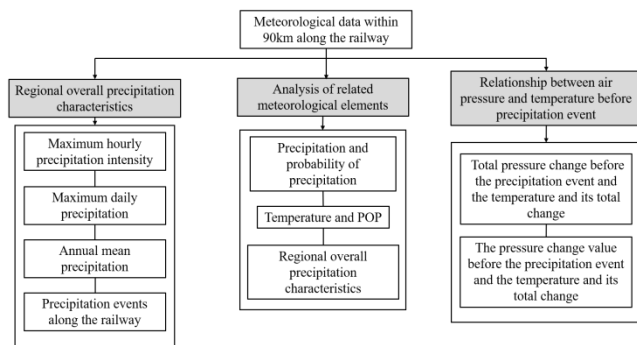 Meteorological data within
90km along the railway
Regional overall precipitation
characteristics
Maximum hourly
precipitation intensity
Maximum daily
precipitation
Annual mean
precipitation
Precipitation events
along the railway
Analysis of related
meteorological elements
Precipitation and
probability of
precipitation
Temperature and POP
Regional overall
precipitation
characteristics
Relationship between air
pressure and temperature before
precipitation event
Total pressure change before
the precipitation event and
the temperature and its total
change
The pressure change value
before the precipitation event
and the temperature and its
total change